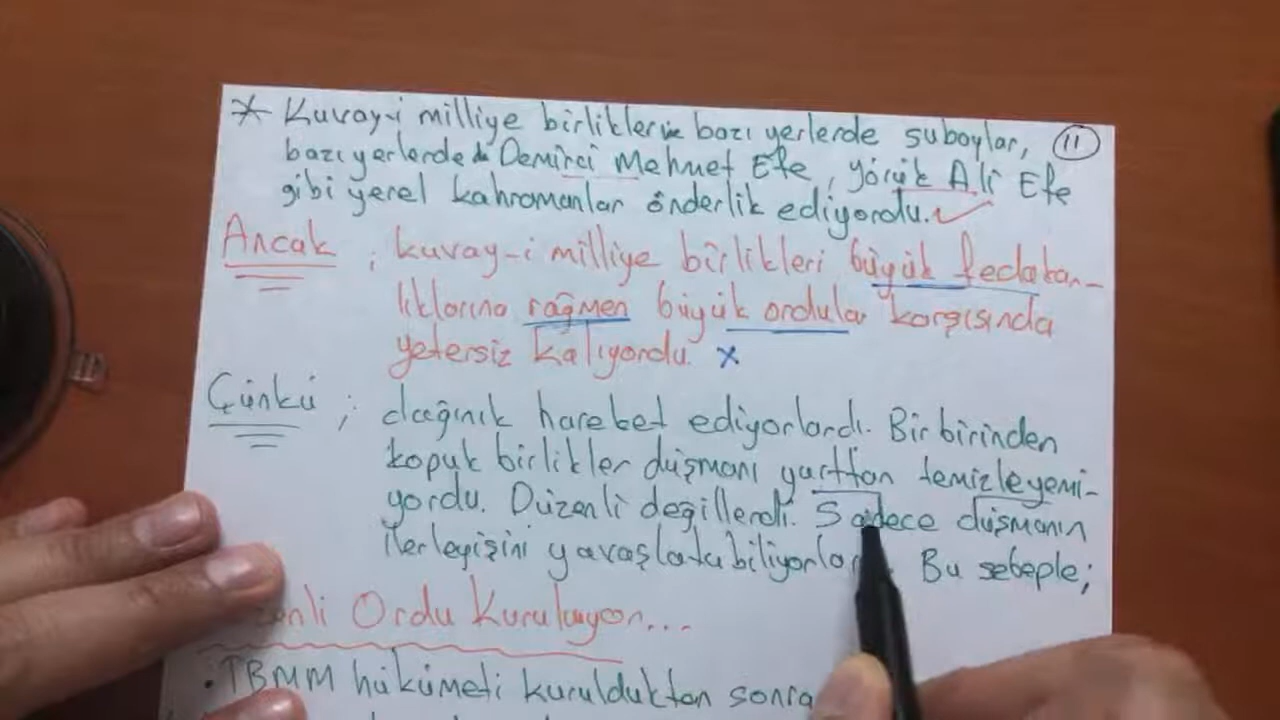 * Kuvay-i milliye birliklerine bazı yerlerde subaylar, 11
bazı yerlerde de Demirci Mehmet Efe, Yörük Ali Efe
gibi yerel kahramanlar önderlik ediyordu.
Ancak ; kuvay-i milliye birlikleri büyük fedakar-
lıklarına rağmen büyük ordular karşısında
yetersiz kalıyordu. x
Çünkü ; dağınık hareket ediyorlardı. Birbirinden
kopuk birlikler düşmanı yurttan temizleyemi-
yordu. Düzenli değillerdi. Sadece düşmanın
ilerleyişini Bu sebeple;
Ordu Kuruluyor...
• TBMM hükümeti kurulduktan sonra